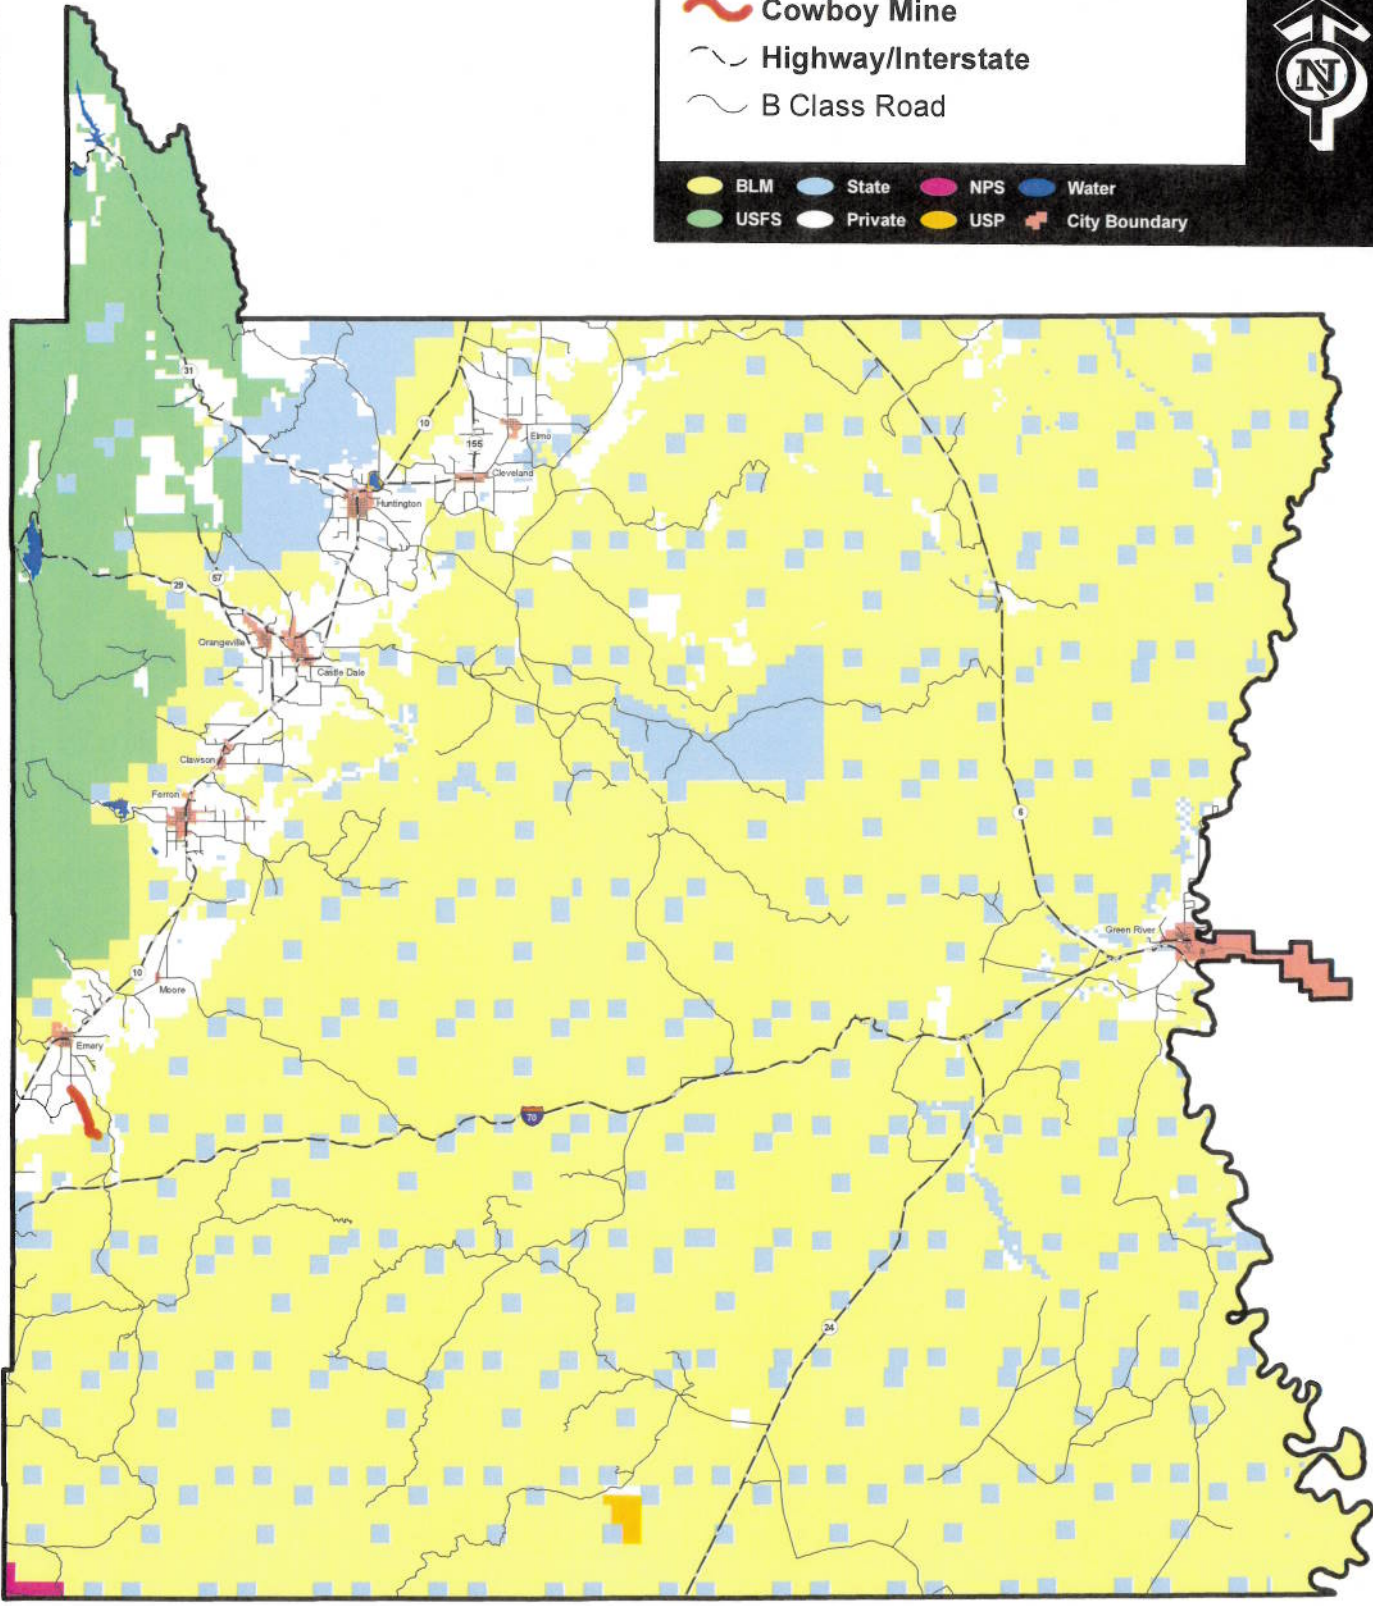 Cowboy Mine
Highway/Interstate
B Class Road
N
BLM State NPS Water
USFS Private USP City Boundary
31
10
155
Elmo
Cleveland
Huntington
29
57
Orangeville
Castle Dale
Clawson
Ferron
6
Green River
10
Moore
Emery
70
24